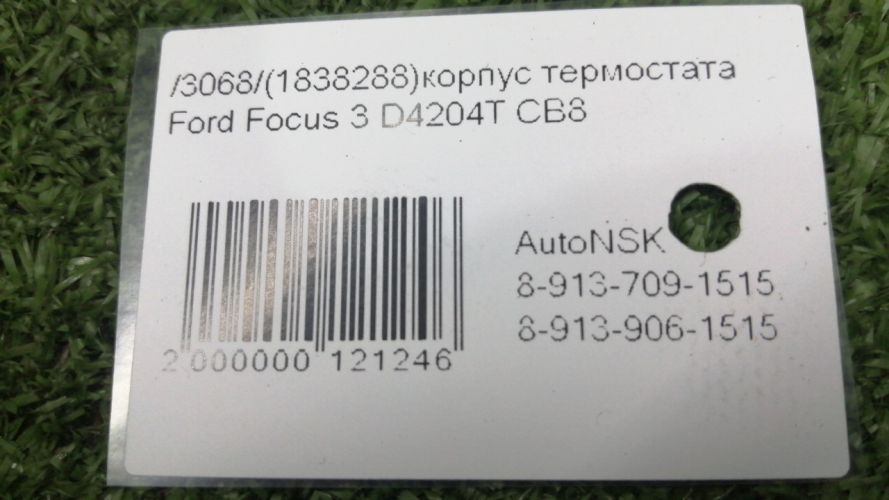 /3068/(1838288)корпус термостата
Ford Focus 3 D4204T CB8
AutoNSK
8-913-709-1515
8-913-906-1515
2 000000 121246